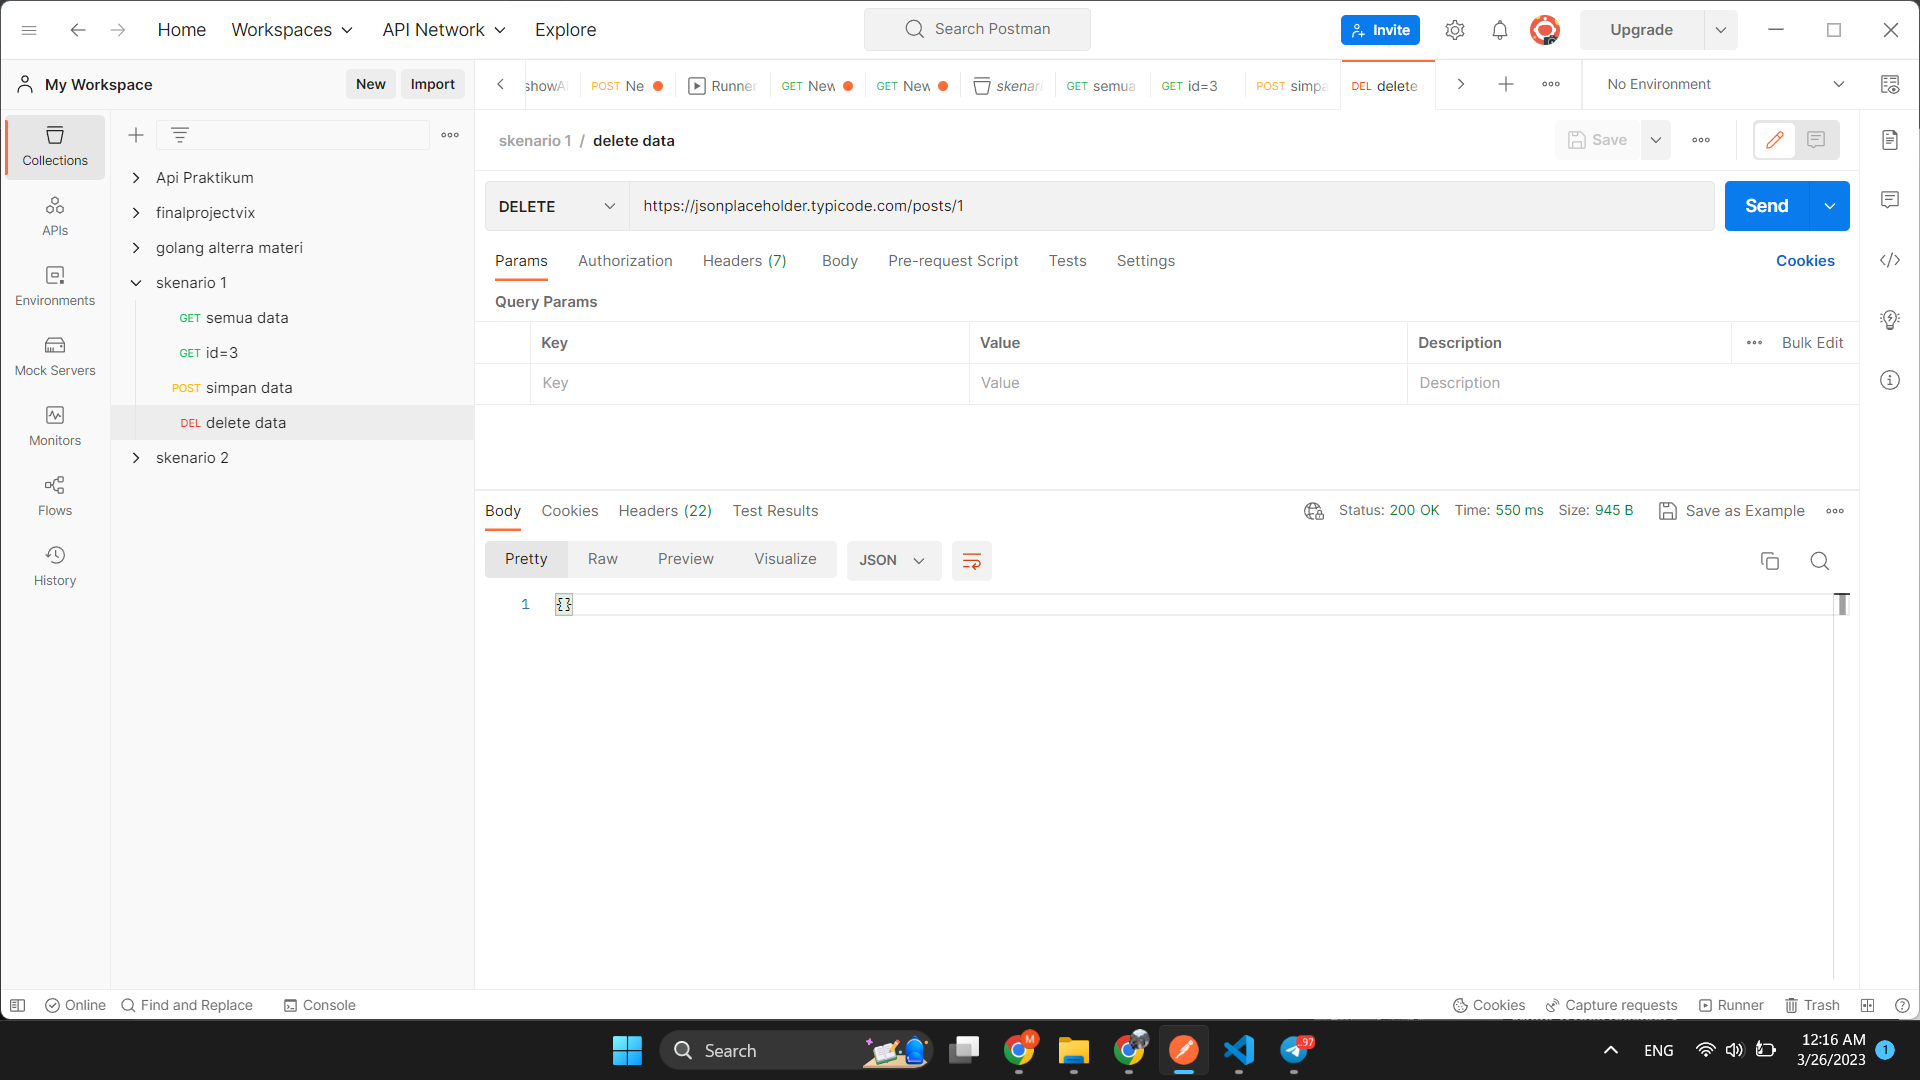 Home Workspaces API Network Explore Search Postman Invite Upgrade
My Workspace New Import showAl POST Ne Runner GET New GET New skenari GET semua GET id=3 POST simpa DEL delete No Environment
Collections
APIs
Environments
Mock Servers
Monitors
Flows
History
Api Praktikum
finalprojectvix
golang alterra materi
skenario 1
GET semua data
GET id=3
POST simpan data
DEL delete data
skenario 2
skenario 1 / delete data Save
DELETE https://jsonplaceholder.typicode.com/posts/1 Send
Params Authorization Headers (7) Body Pre-request Script Tests Settings Cookies
Query Params
Key Value Description Bulk Edit
Key Value Description
Body Cookies Headers (22) Test Results Status: 200 OK Time: 550 ms Size: 945 B Save as Example
Pretty Raw Preview Visualize JSON
1 {}
Online Find and Replace Console Cookies Capture requests Runner Trash
Search M 97 ENG 12:16 AM 1
3/26/2023